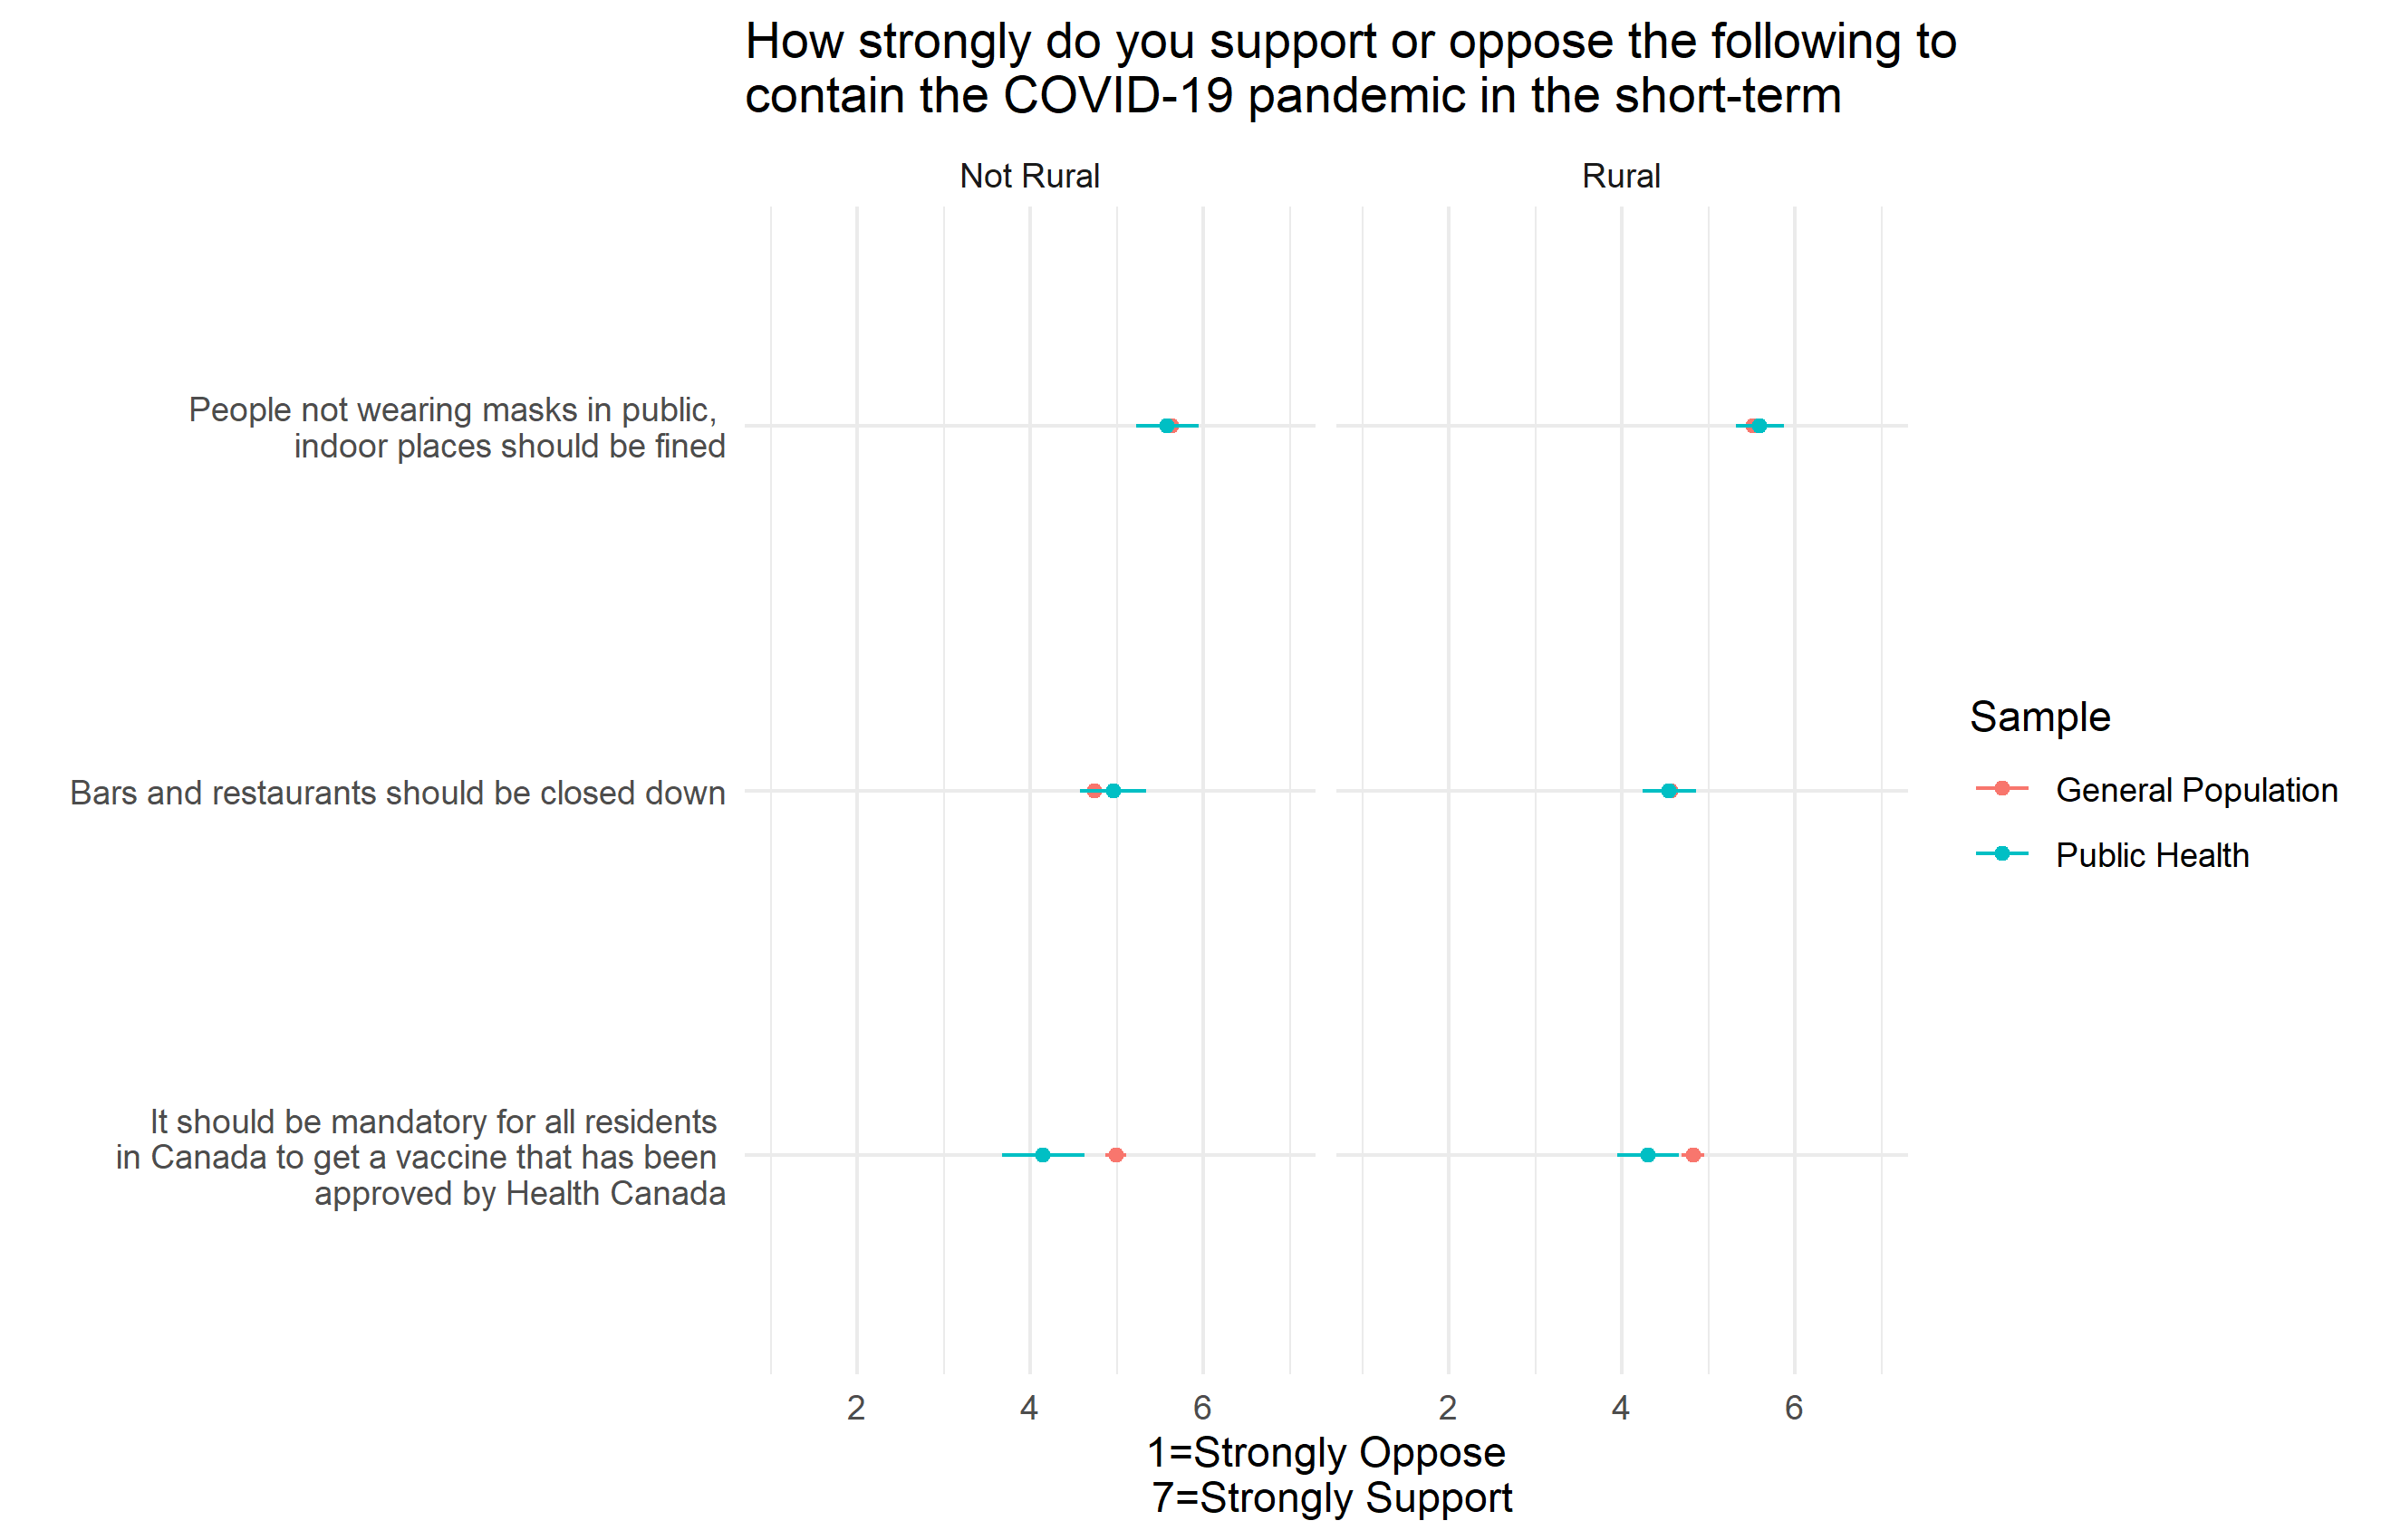 How strongly do you support or oppose the following to
contain the COVID-19 pandemic in the short-term
Not Rural
Rural
People not wearing masks in public,
indoor places should be fined
Bars and restaurants should be closed down
It should be mandatory for all residents
in Canada to get a vaccine that has been
approved by Health Canada
2
4
6
2
4
6
1=Strongly Oppose
7=Strongly Support
Sample
General Population
Public Health